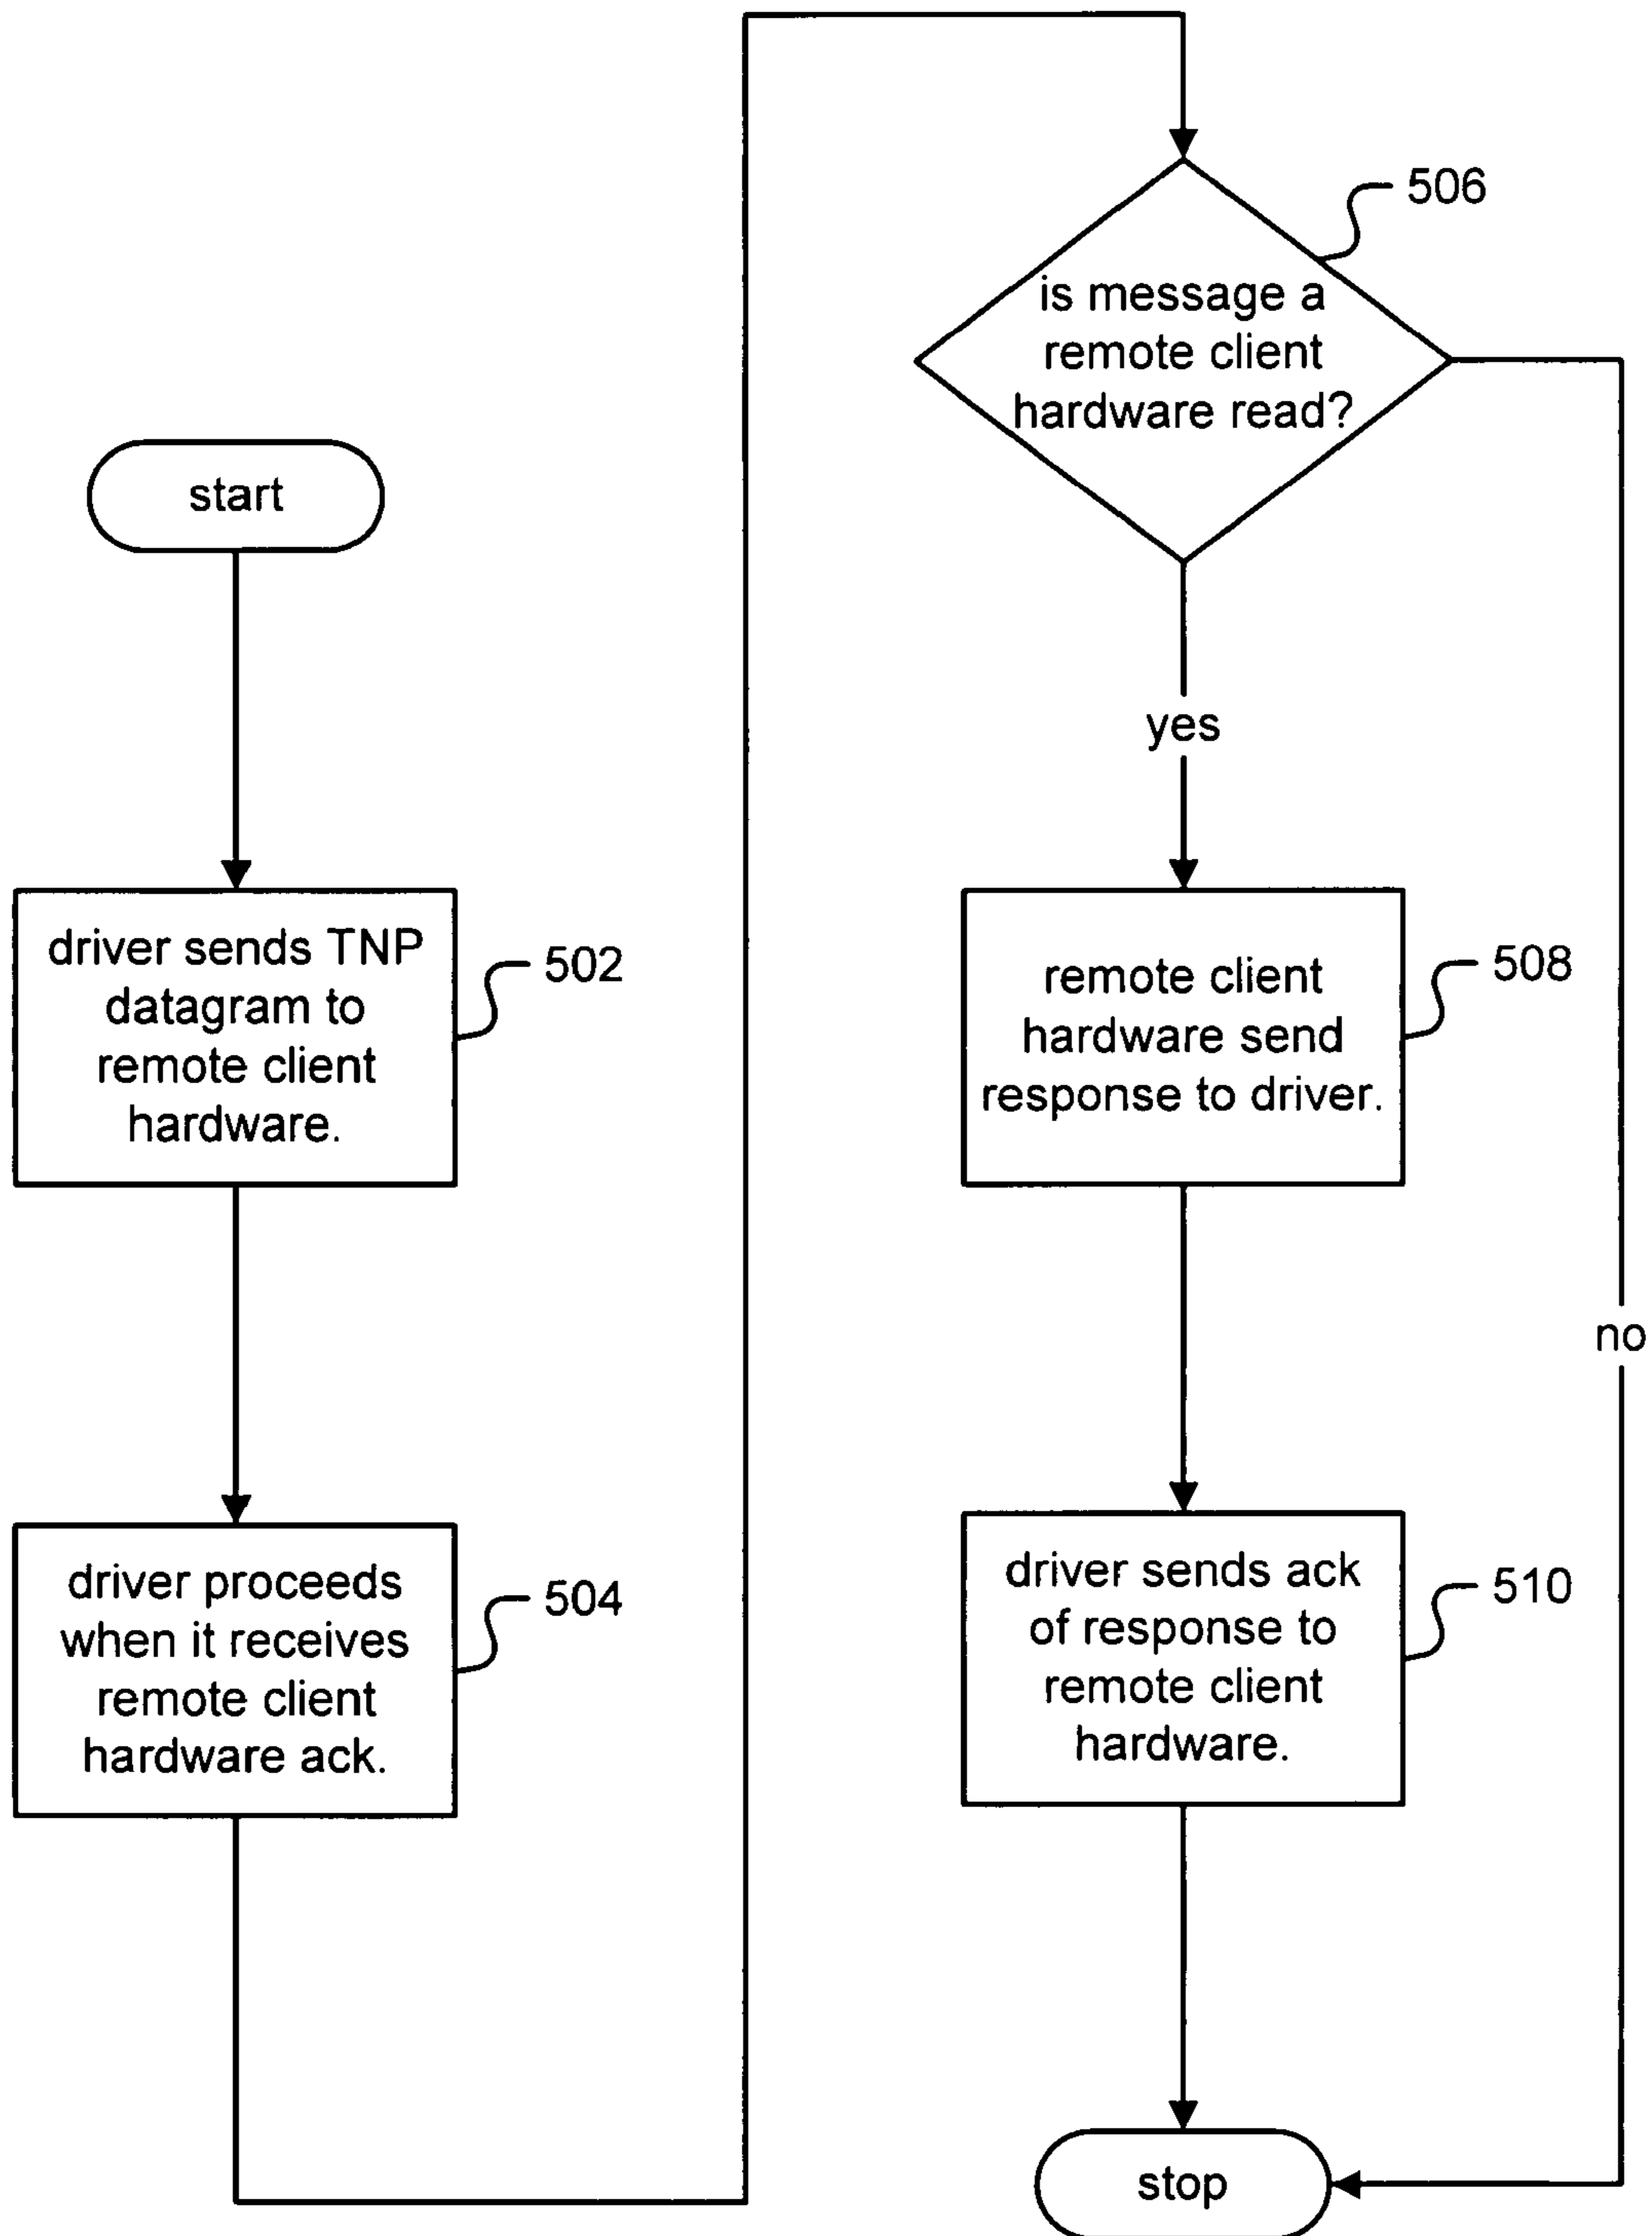 start
driver sends TNP
datagram to
remote client
hardware.
502
driver proceeds
when it receives
remote client
hardware ack.
504
is message a
remote client
hardware read?
506
yes
remote client
hardware send
response to driver.
508
no
driver sends ack
of response to
remote client
hardware.
510
stop